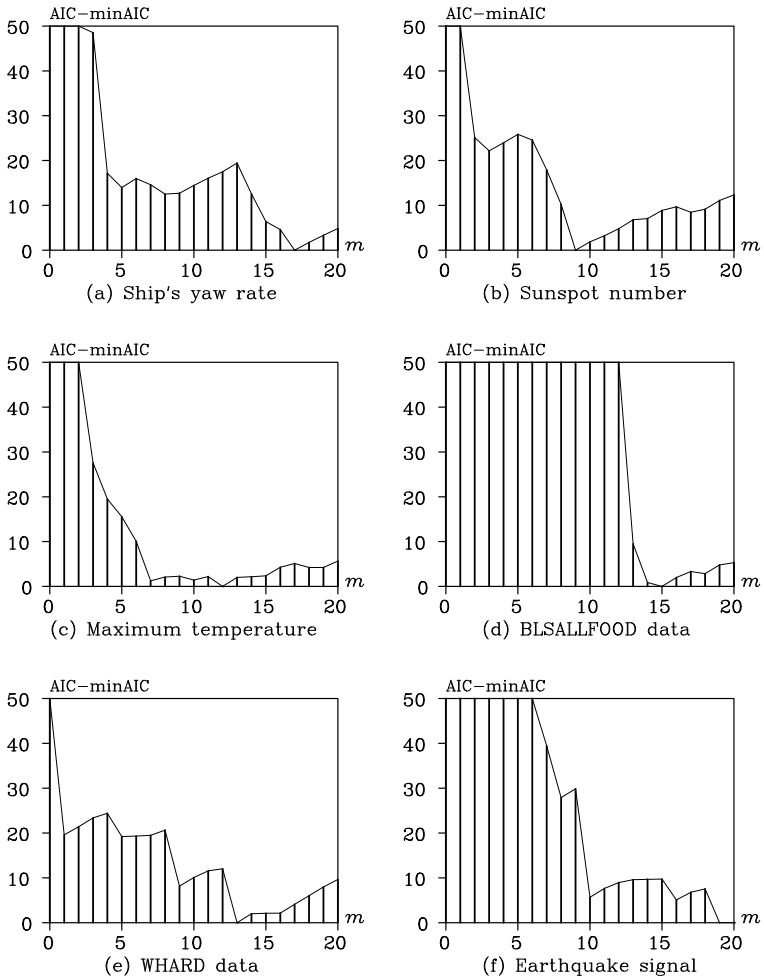 AIC−minAIC
50
40
30
20
10
0
m
0 5 10 15 20
(a) Ship's yaw rate
AIC−minAIC
50
40
30
20
10
0
m
0 5 10 15 20
(b) Sunspot number
AIC−minAIC
50
40
30
20
10
0
m
0 5 10 15 20
(c) Maximum temperature
AIC−minAIC
50
40
30
20
10
0
m
0 5 10 15 20
(d) BLSALLFOOD data
AIC−minAIC
50
40
30
20
10
0
m
0 5 10 15 20
(e) WHARD data
AIC−minAIC
50
40
30
20
10
0
m
0 5 10 15 20
(f) Earthquake signal